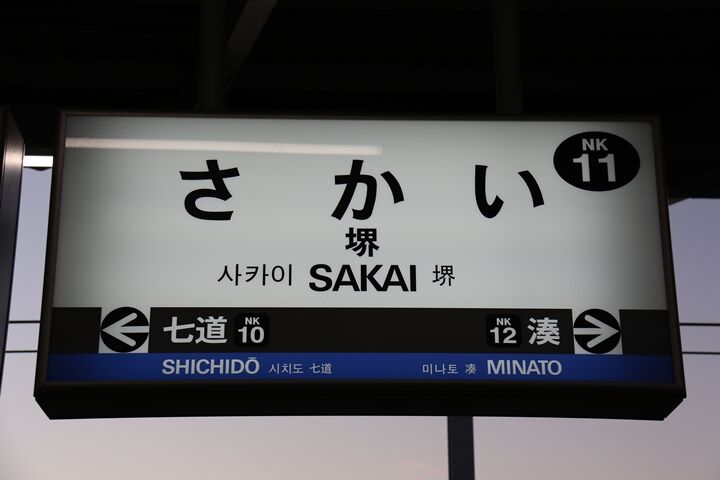 NK
11
さかい
堺
사카이 SAKAI 堺
七道 NK 10 NK 12 湊
SHICHIDŌ 시치도 七道 미나토 凑 MINATO